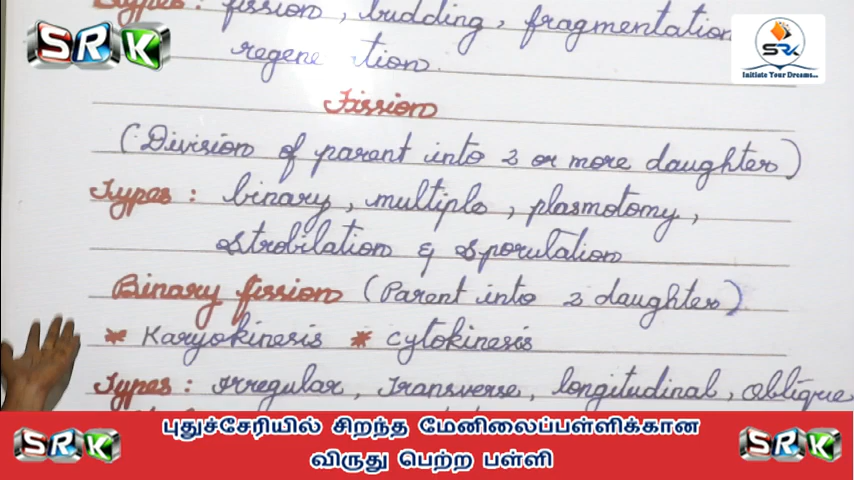 Types : fission, budding, fragmentation
regeneration.
SRK
SRK
Initiate Your Dreams...
Fission
(Division of parent into 2 or more daughter)
Types : binary, multiple, plasmotomy,
Strobilation & Sporulation
Binary fission (Parent into 2 daughter)
* Karyokinesis * Cytokinesis
Types : Irregular, Transverse, longitudinal, oblique
புதுச்சேரியில் சிறந்த மேனிலைப்பள்ளிக்கான
விருது பெற்ற பள்ளி
SRK
SRK